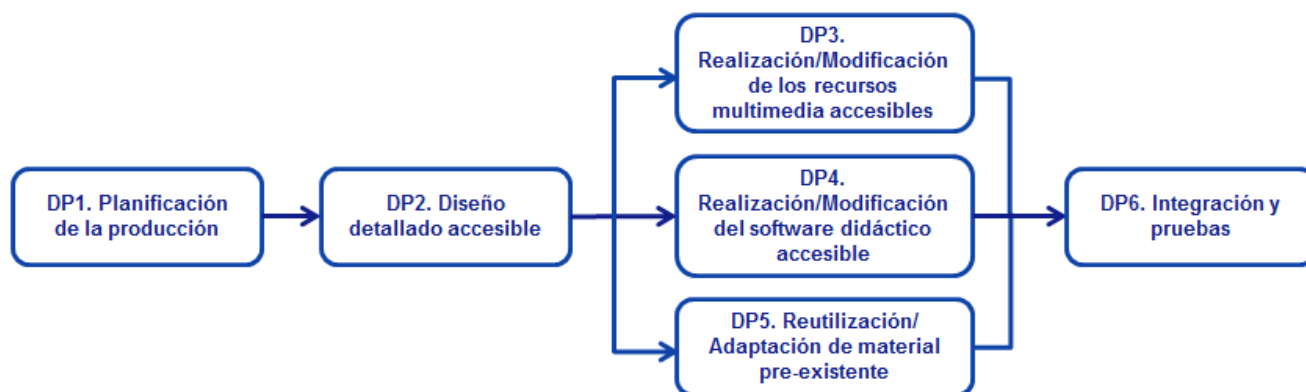 DP1. Planificación
de la producción
DP2. Diseño
detallado accesible
DP3.
Realización/Modificación
de los recursos
multimedia accesibles
DP4.
Realización/Modificación
del software didáctico
accesible
DP5. Reutilización/
Adaptación de material
pre-existente
DP6. Integración y
pruebas